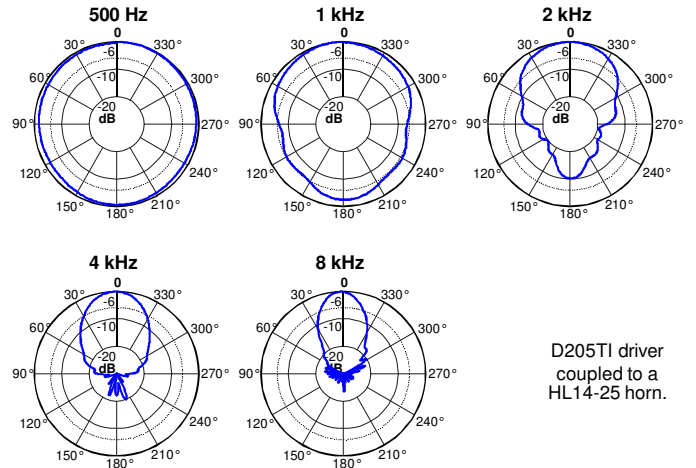 500 Hz
0
30° 330°
-6
60° -10 300°
-20
dB
90° 270°
120° 240°
150° 210°
180°
1 kHz
0
30° 330°
-6
60° -10 300°
-20
dB
90° 270°
120° 240°
150° 210°
180°
2 kHz
0
30° 330°
-6
60° -10 300°
-20
dB
90° 270°
120° 240°
150° 210°
180°
4 kHz
0
30° 330°
-6
60° -10 300°
-20
dB
90° 270°
120° 240°
150° 210°
180°
8 kHz
0
30° 330°
-6
60° -10 300°
-20
dB
90° 270°
120° 240°
150° 210°
180°
D205TI driver
coupled to a
HL14-25 horn.